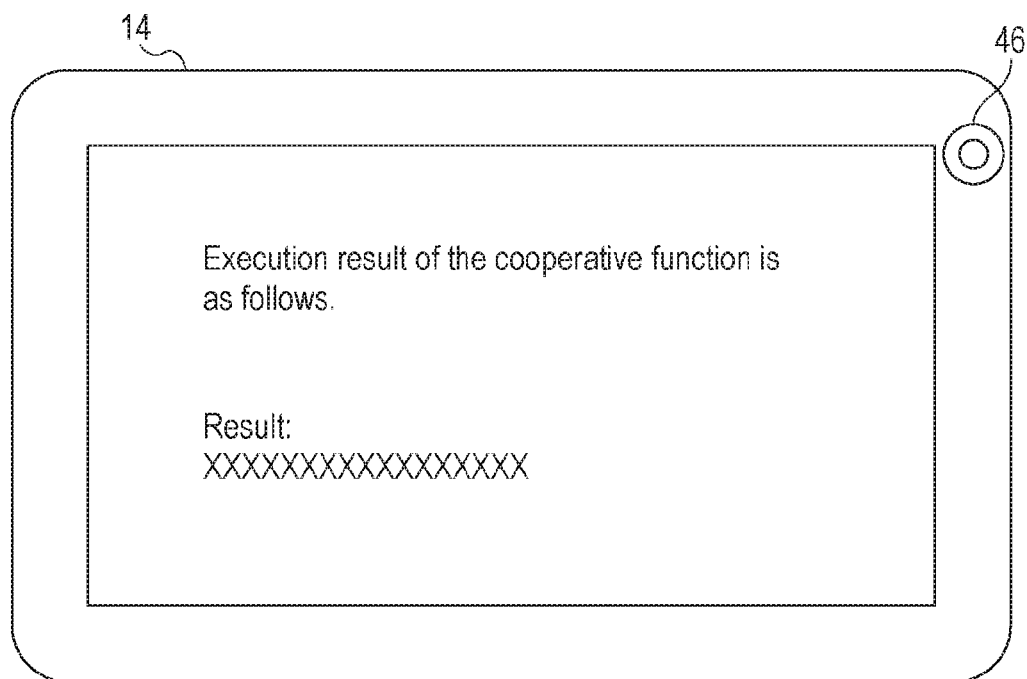 14
46
Execution result of the cooperative function is
as follows.
Result:
XXXXXXXXXXXXXXXXX